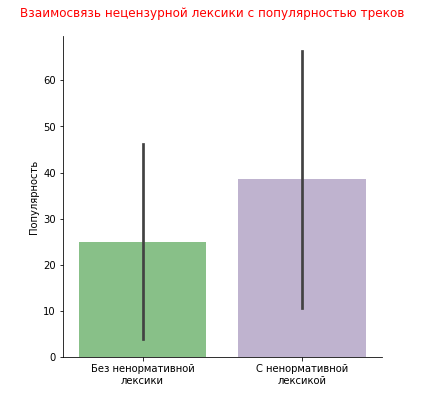 Взаимосвязь нецензурной лексики с популярностью треков
60
50
40
30
20
10
0
Популярность
Без ненормативной
лексики
С ненормативной
лексикой